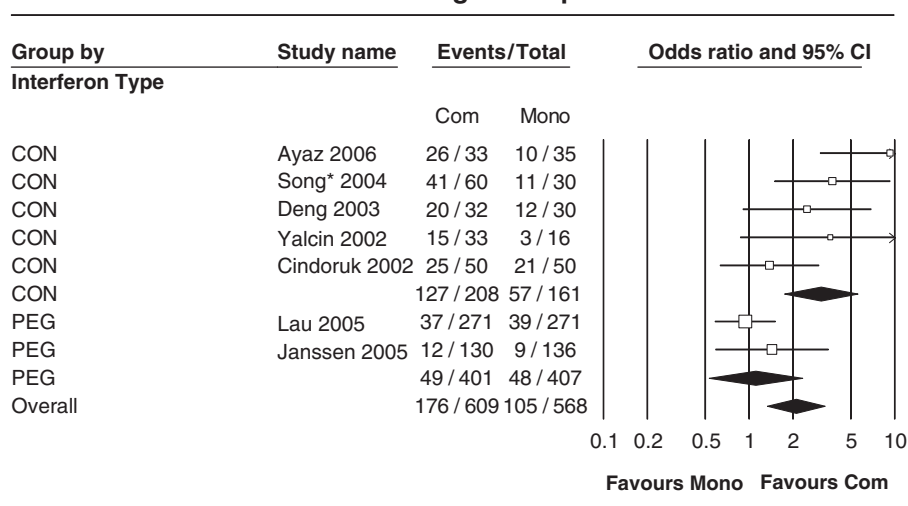 Group by Study name Events/Total Odds ratio and 95% CI
Interferon Type
Com Mono
CON Ayaz 2006 26 / 33 10 / 35
CON Song* 2004 41 / 60 11 / 30
CON Deng 2003 20 / 32 12 / 30
CON Yalcin 2002 15 / 33 3 / 16
CON Cindoruk 2002 25 / 50 21 / 50
CON 127 / 208 57 / 161
PEG Lau 2005 37 / 271 39 / 271
PEG Janssen 2005 12 / 130 9 / 136
PEG 49 / 401 48 / 407
Overall 176 / 609 105 / 568
0.1 0.2 0.5 1 2 5 10
Favours Mono Favours Com